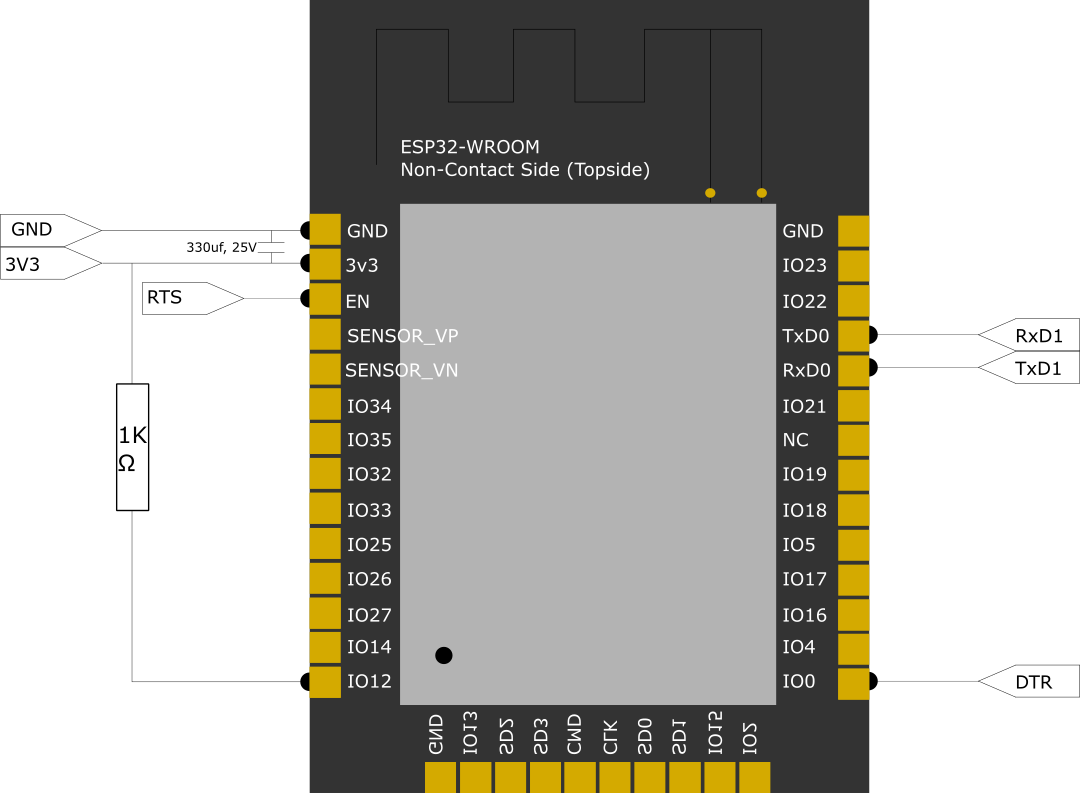 ESP32-WROOM
Non-Contact Side (Topside)
GND
3V3
330uf, 25V
RTS
1K
Ω
GND
3v3
EN
SENSOR_VP
SENSOR_VN
IO34
IO35
IO32
IO33
IO25
IO26
IO27
IO14
IO12
GND
IO13
SD2
SD3
CMD
CLK
SD0
SD1
IO15
IO2
GND
IO23
IO22
TxD0
RxD0
IO21
NC
IO19
IO18
IO5
IO17
IO16
IO4
IO0
RxD1
TxD1
DTR